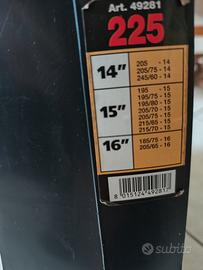 Art. 49281
225
14"
205 - 14
205/75 - 14
245/60 - 14
15"
195 - 15
195/75 - 15
195/80 - 15
205/70 - 15
205/75 - 15
215/65 - 15
215/70 - 15
16"
185/75 - 16
205/65 - 16
8 015124 492817
subito